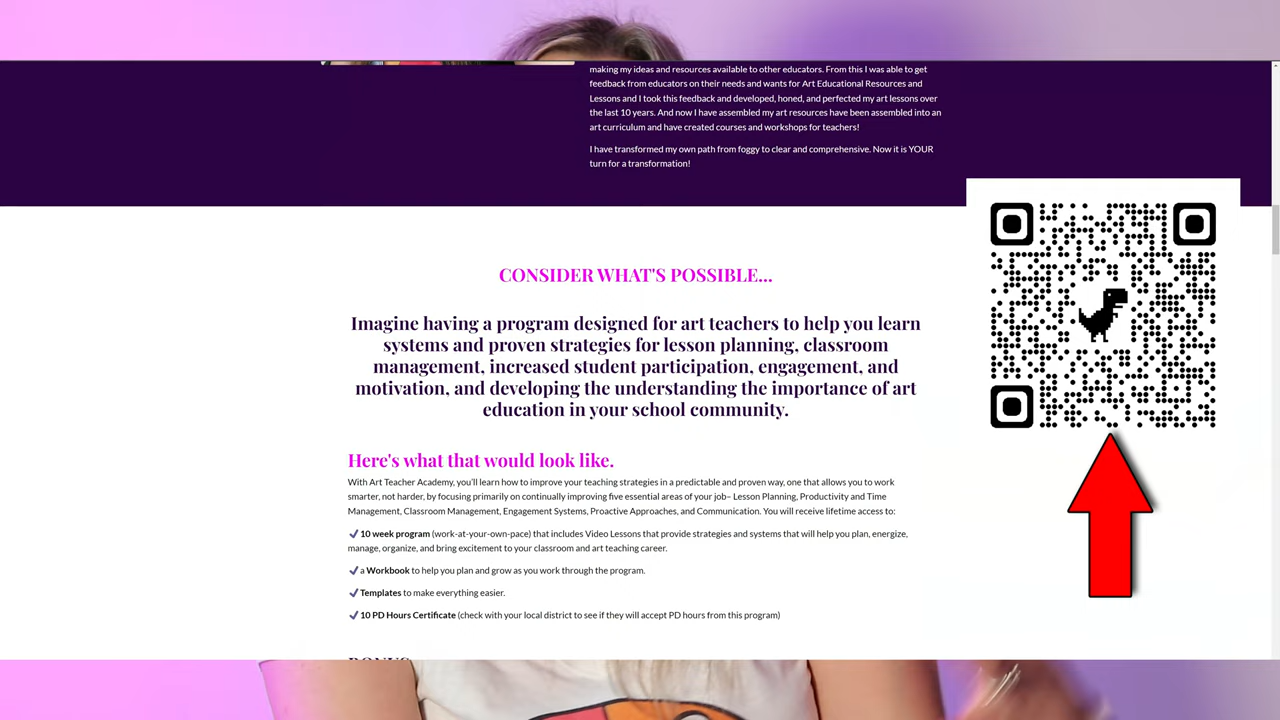 making my ideas and resources available to other educators. From this I was able to get
feedback from educators on their needs and wants for Art Educational Resources and
Lessons and I took this feedback and developed, honed, and perfected my art lessons over
the last 10 years. And now I have assembled my art resources have been assembled into an
art curriculum and have created courses and workshops for teachers!
I have transformed my own path from foggy to clear and comprehensive. Now it is YOUR
turn for a transformation!
CONSIDER WHAT'S POSSIBLE...
Imagine having a program designed for art teachers to help you learn
systems and proven strategies for lesson planning, classroom
management, increased student participation, engagement, and
motivation, and developing the understanding the importance of art
education in your school community.
Here's what that would look like.
With Art Teacher Academy, you'll learn how to improve your teaching strategies in a predictable and proven way, one that allows you to work
smarter, not harder, by focusing primarily on continually improving five essential areas of your job– Lesson Planning, Productivity and Time
Management, Classroom Management, Engagement Systems, Proactive Approaches, and Communication. You will receive lifetime access to:
✔10 week program (work-at-your-own-pace) that includes Video Lessons that provide strategies and systems that will help you plan, energize,
manage, organize, and bring excitement to your classroom and art teaching career.
✔a Workbook to help you plan and grow as you work through the program.
✔Templates to make everything easier.
✔10 PD Hours Certificate (check with your local district to see if they will accept PD hours from this program)